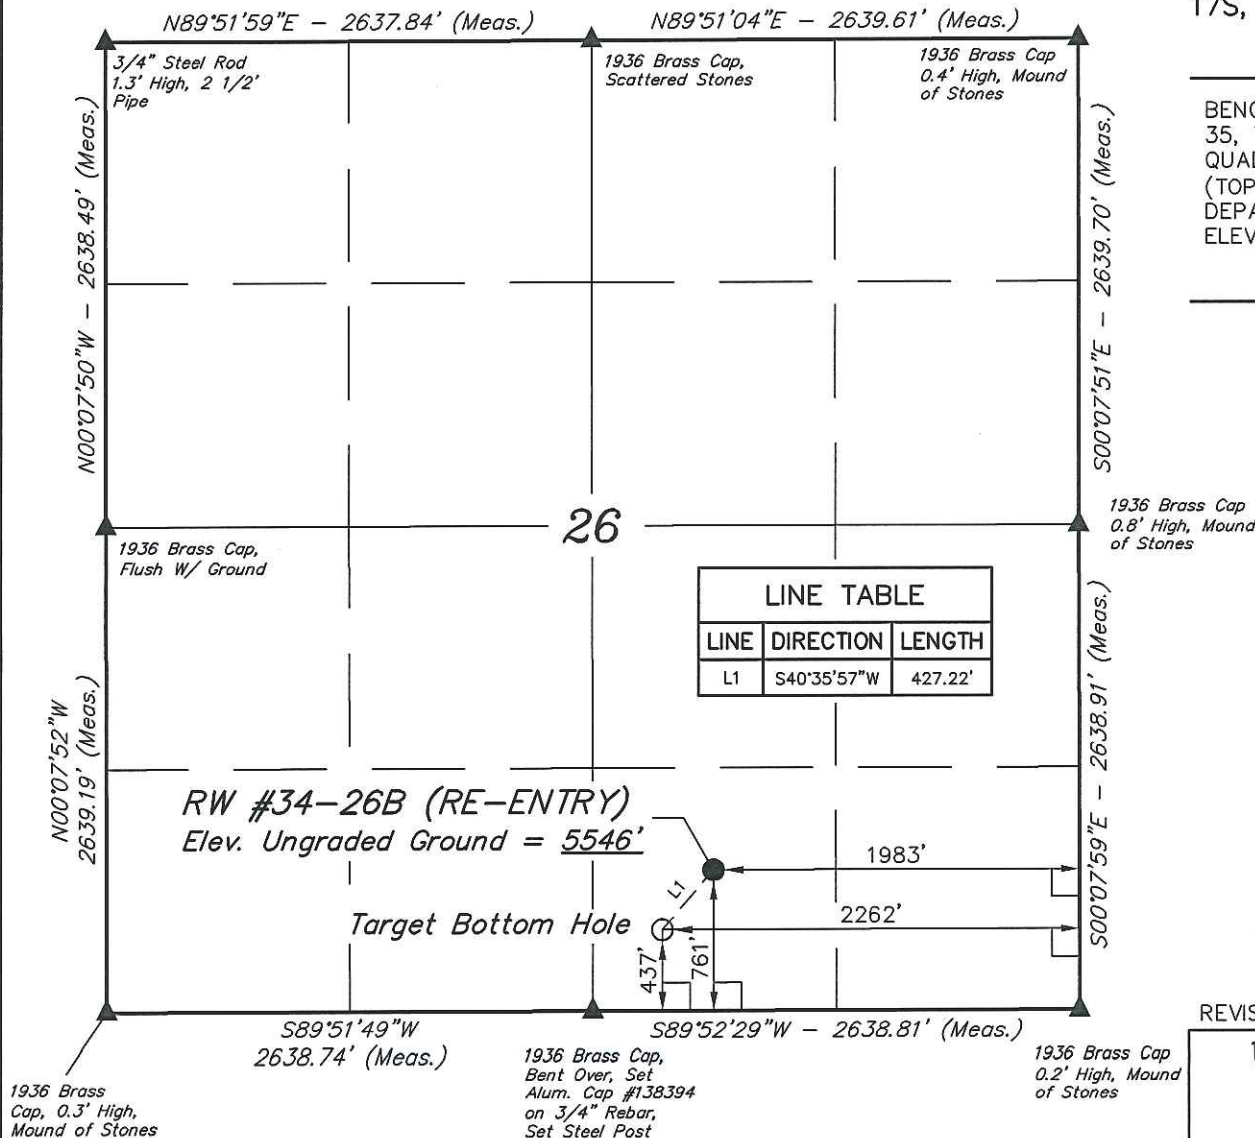 N89°51'59"E - 2637.84' (Meas.)
N89°51'04"E - 2639.61' (Meas.)
T7S,
3/4" Steel Rod
1.3' High, 2 1/2'
Pipe
1936 Brass Cap,
Scattered Stones
1936 Brass Cap
0.4' High, Mound
of Stones
N00°07'50"W - 2638.49' (Meas.)
S00°07'51"E - 2639.70' (Meas.)
35,
1936 Brass Cap,
Flush W/ Ground
26
1936 Brass Cap
0.8' High, Mound
of Stones
LINE TABLE
LINE DIRECTION LENGTH
L1 S40°35'57"W 427.22'
N00°07'52"W
2639.19' (Meas.)
S00°07'59"E - 2638.91' (Meas.)
RW #34-26B (RE-ENTRY)
Elev. Ungraded Ground = 5546'
1983'
L1
Target Bottom Hole
2262'
437'
761'
S89°51'49"W
2638.74' (Meas.)
S89°52'29"W - 2638.81' (Meas.)
1936 Brass
Cap, 0.3' High,
Mound of Stones
1936 Brass Cap,
Bent Over, Set
Alum. Cap #138394
on 3/4" Rebar,
Set Steel Post
1936 Brass Cap
0.2' High, Mound
of Stones
REVIS